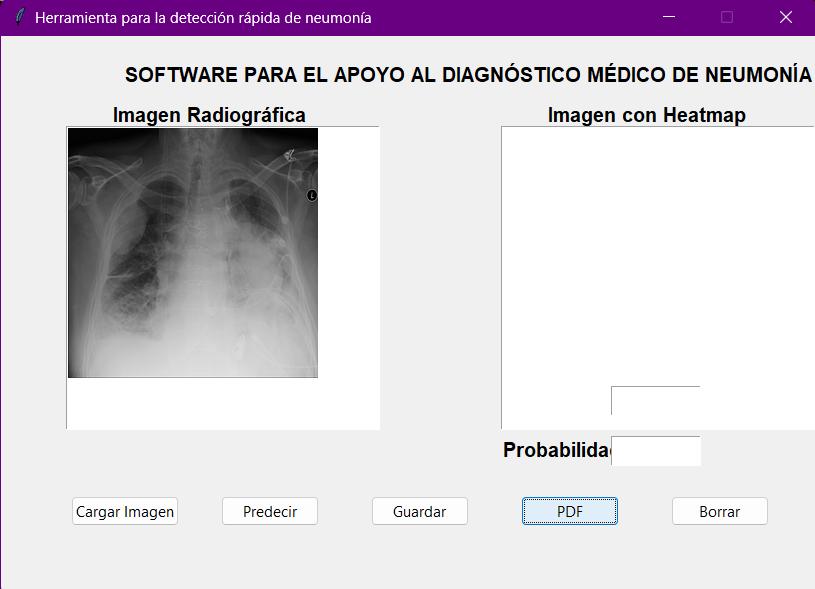 Herramienta para la detección rápida de neumonía
SOFTWARE PARA EL APOYO AL DIAGNÓSTICO MÉDICO DE NEUMONÍA
Imagen Radiográfica
Imagen con Heatmap
L
Probabilidad
Cargar Imagen
Predecir
Guardar
PDF
Borrar